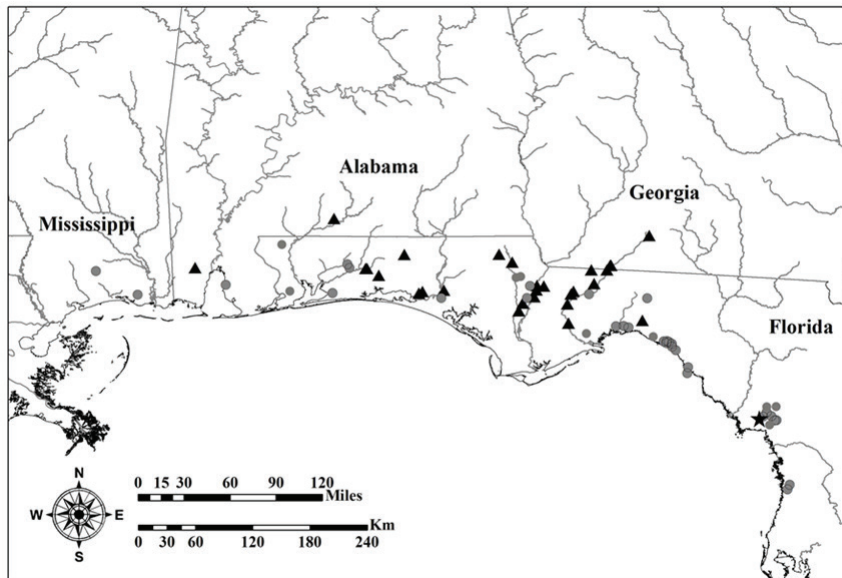 Alabama
Georgia
Mississippi
Florida
N
W E
S
0 15 30 60 90 120
Miles
Km
0 30 60 120 180 240